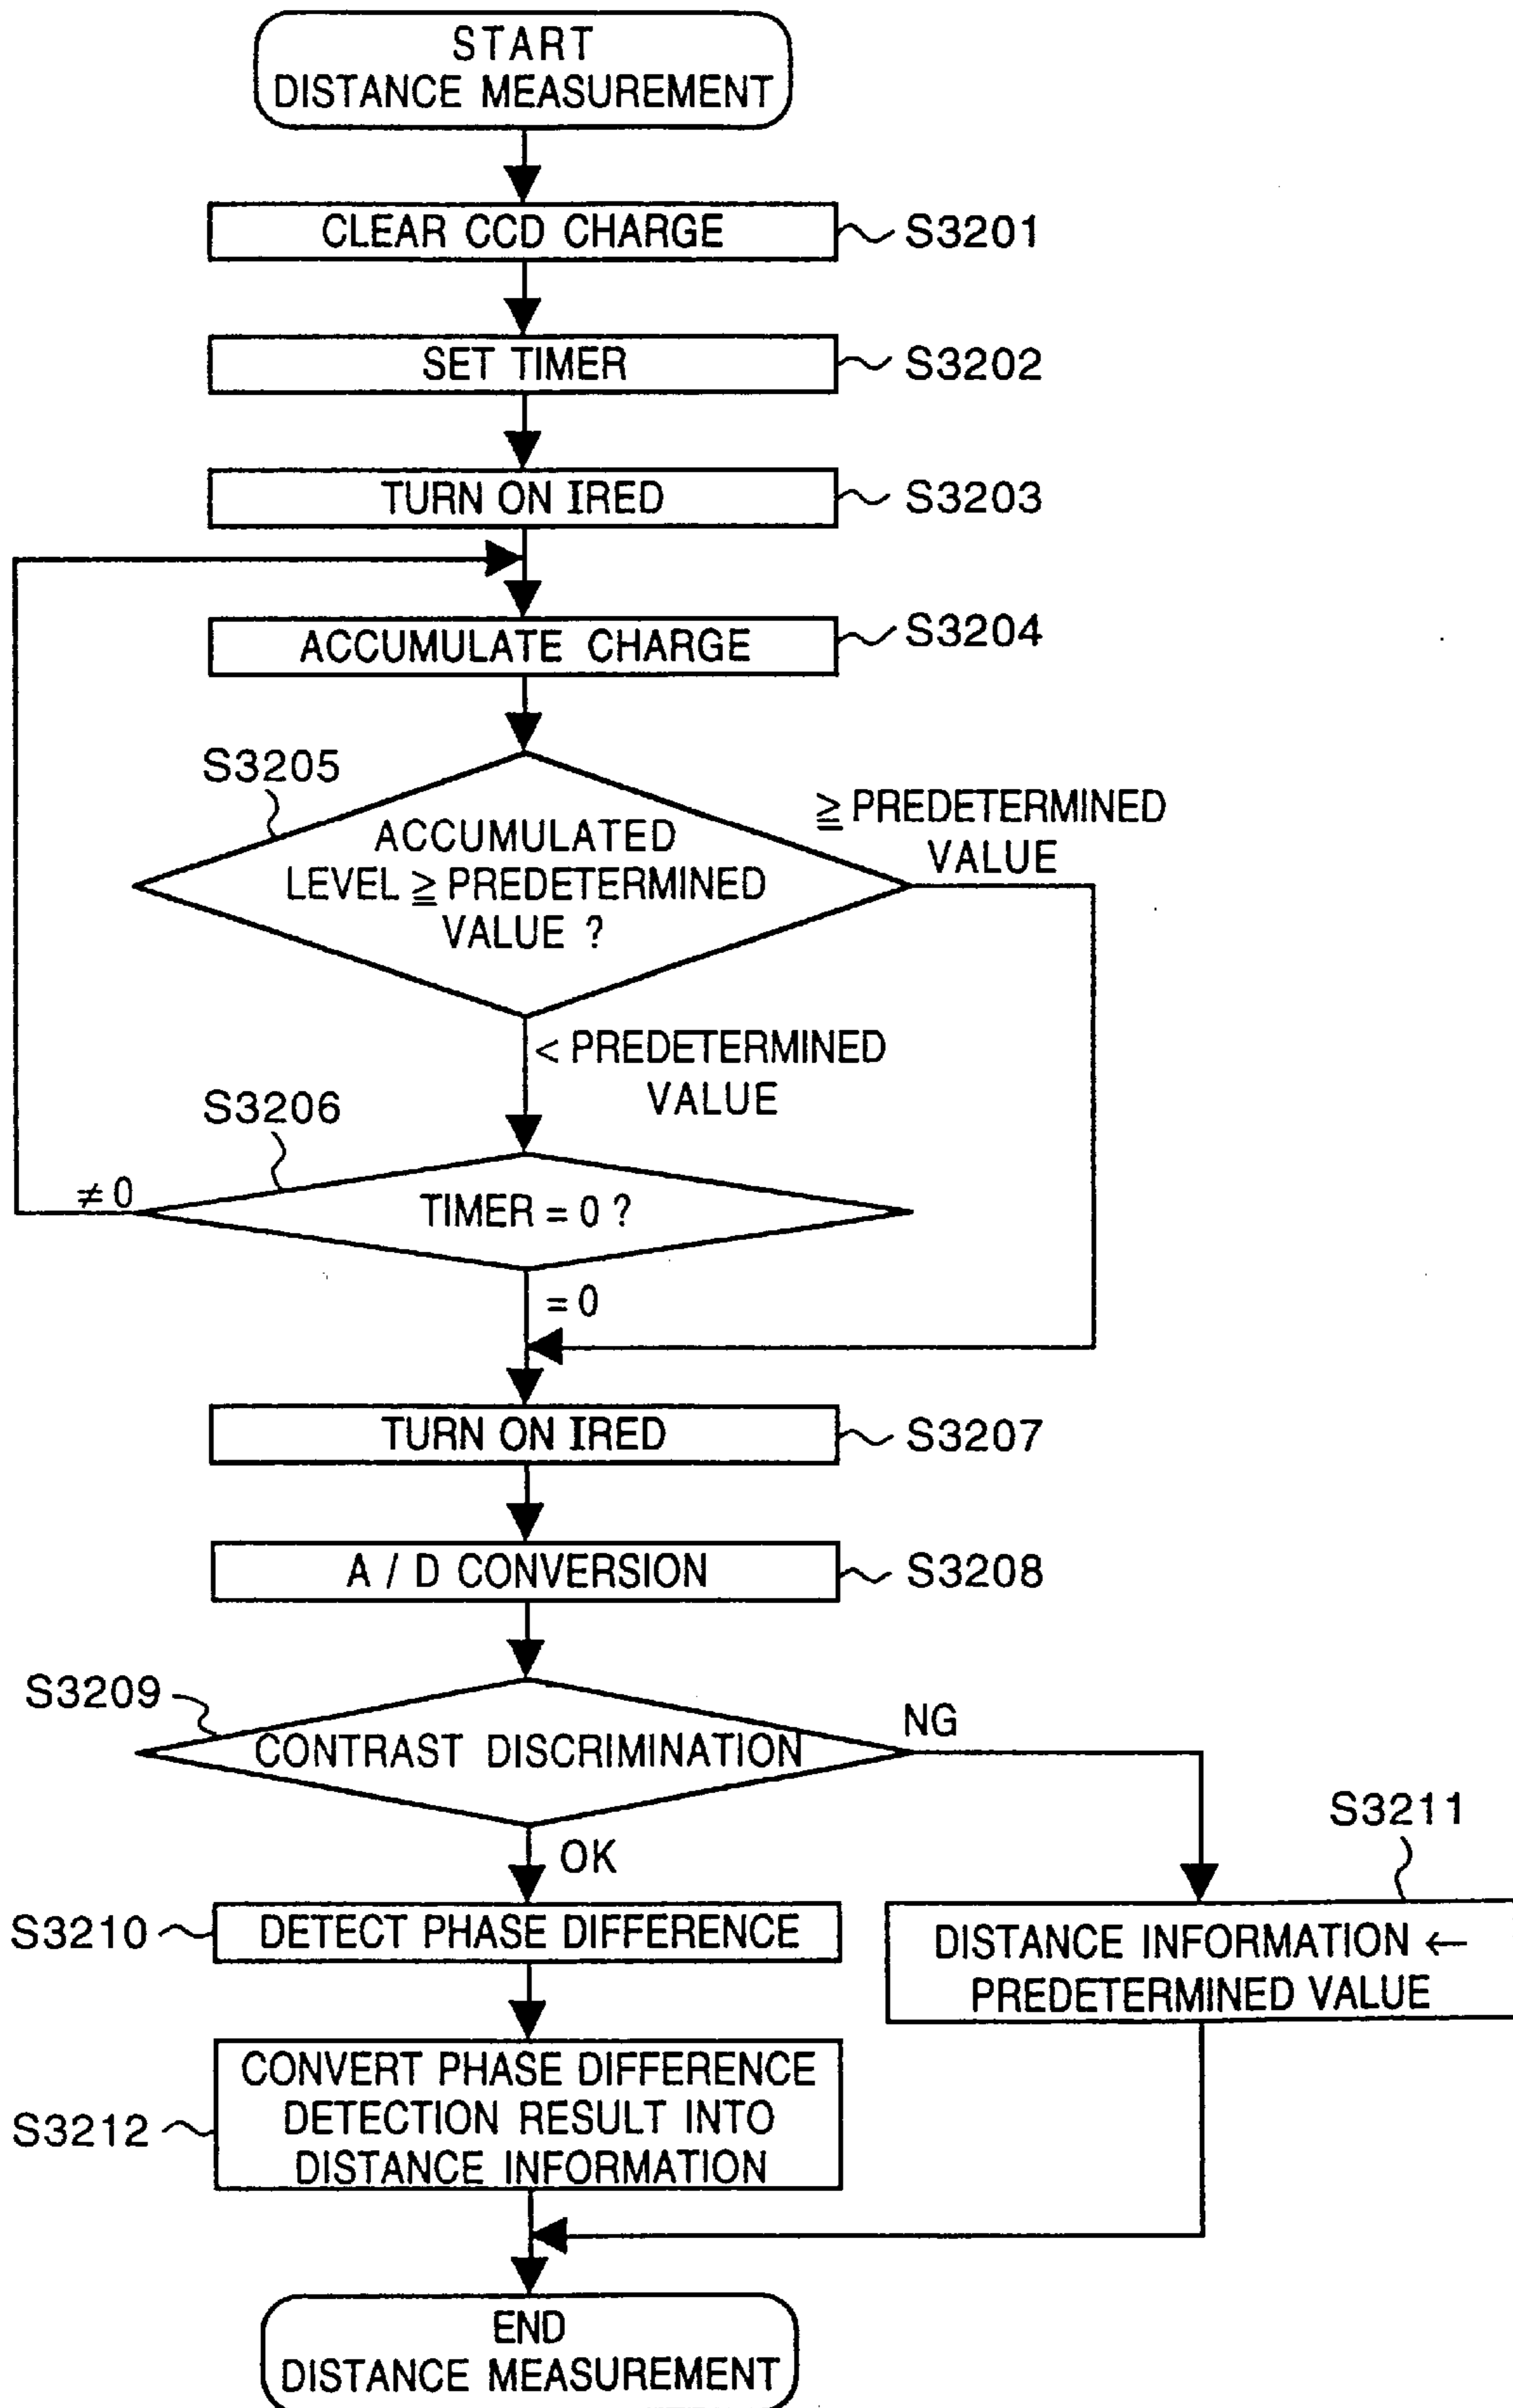 START
DISTANCE MEASUREMENT
CLEAR CCD CHARGE
S3201
SET TIMER
S3202
TURN ON IRED
S3203
ACCUMULATE CHARGE
S3204
S3205
ACCUMULATED
LEVEL ≧ PREDETERMINED
VALUE ?
≧ PREDETERMINED
VALUE
< PREDETERMINED
VALUE
S3206
≠ 0
TIMER = 0 ?
= 0
TURN ON IRED
S3207
A / D CONVERSION
S3208
S3209
CONTRAST DISCRIMINATION
NG
OK
S3211
S3210
DETECT PHASE DIFFERENCE
DISTANCE INFORMATION ←
PREDETERMINED VALUE
S3212
CONVERT PHASE DIFFERENCE
DETECTION RESULT INTO
DISTANCE INFORMATION
END
DISTANCE MEASUREMENT